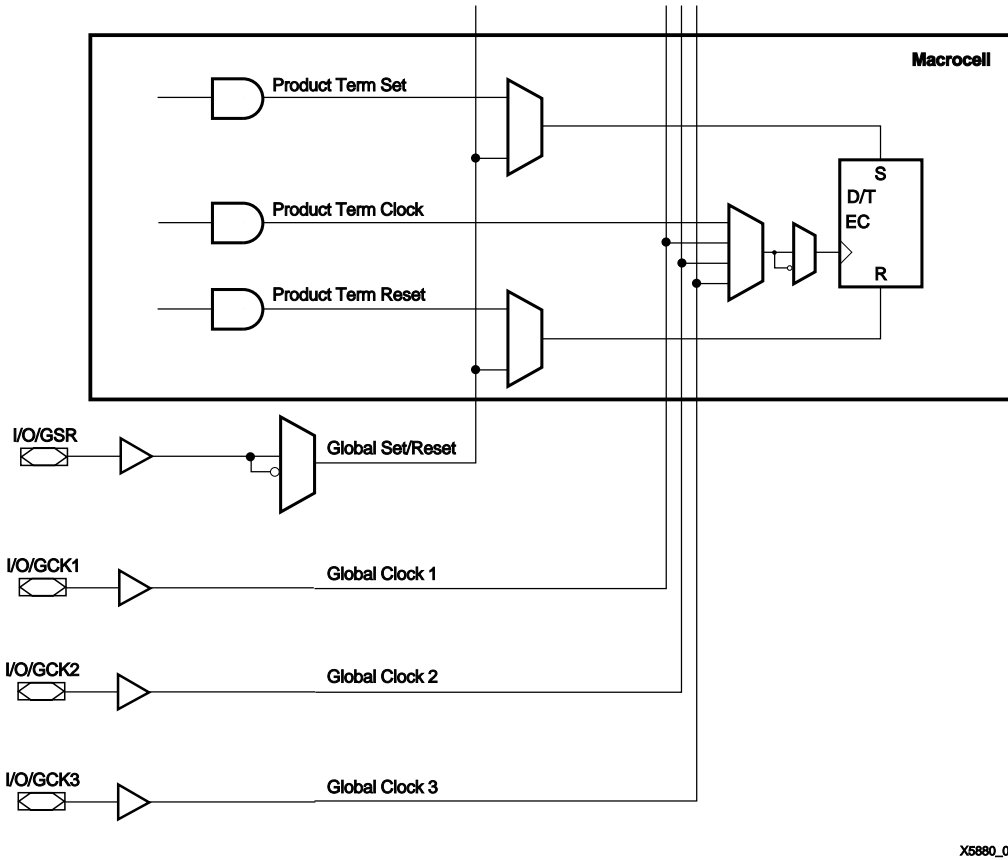 Macrocell
Product Term Set
S
D/T
Product Term Clock
EC
R
Product Term Reset
I/O/GSR
Global Set/Reset
I/O/GCK1
Global Clock 1
I/O/GCK2
Global Clock 2
I/O/GCK3
Global Clock 3
X5880_0